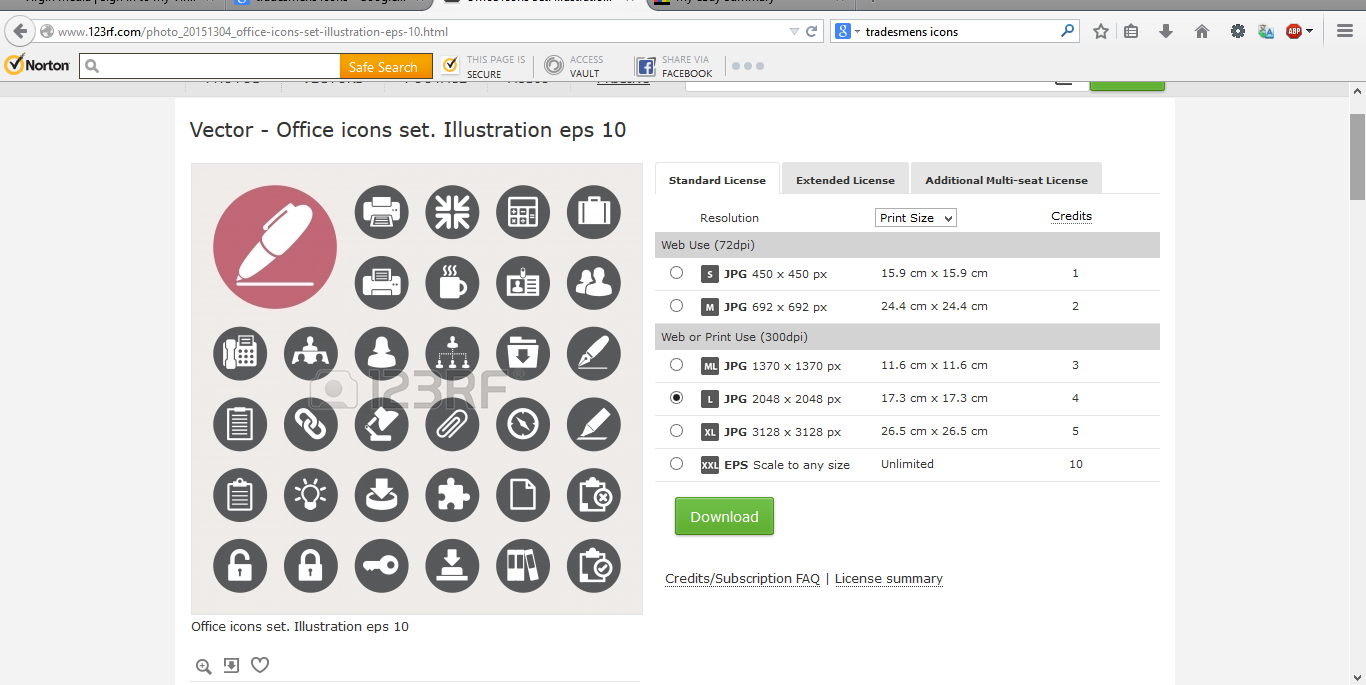 www.123rf.com/photo_20151304_office-icons-set-illustration-eps-10.html
tradesmens icons
ABP
Norton
Safe Search
THIS PAGE IS
SECURE
ACCESS
VAULT
SHARE VIA
FACEBOOK
Vector - Office icons set. Illustration eps 10
Standard License
Extended License
Additional Multi-seat License
Resolution
Print Size
Credits
Web Use (72dpi)
S JPG 450 x 450 px 15.9 cm x 15.9 cm 1
M JPG 692 x 692 px 24.4 cm x 24.4 cm 2
Web or Print Use (300dpi)
ML JPG 1370 x 1370 px 11.6 cm x 11.6 cm 3
L JPG 2048 x 2048 px 17.3 cm x 17.3 cm 4
XL JPG 3128 x 3128 px 26.5 cm x 26.5 cm 5
XXL EPS Scale to any size Unlimited 10
Download
Credits/Subscription FAQ | License summary
123RF
Office icons set. Illustration eps 10